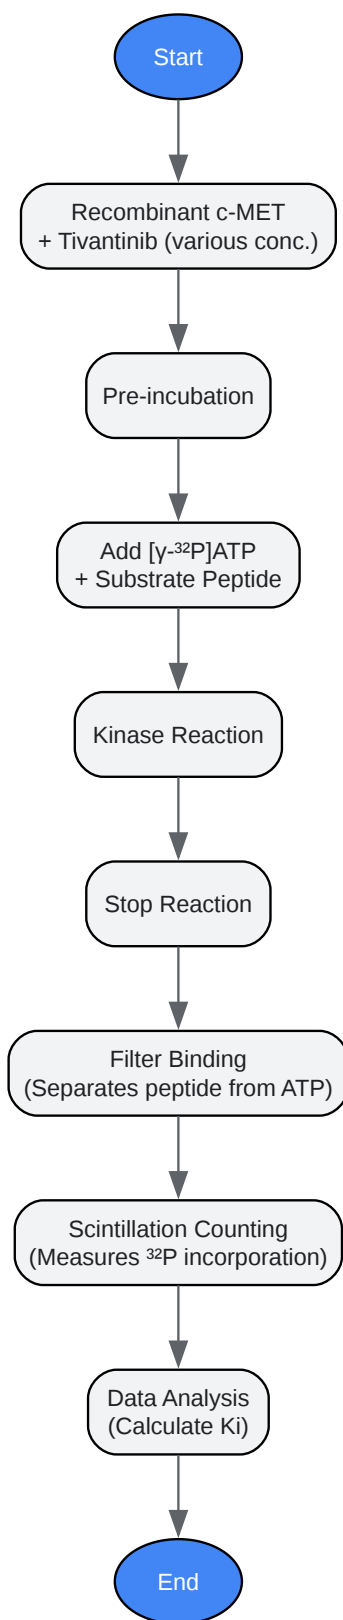 Start
Recombinant c-MET
+ Tivantinib (various conc.)
Pre-incubation
Add [γ-³²P]ATP
+ Substrate Peptide
Kinase Reaction
Stop Reaction
Filter Binding
(Separates peptide from ATP)
Scintillation Counting
(Measures ³²P incorporation)
Data Analysis
(Calculate Ki)
End